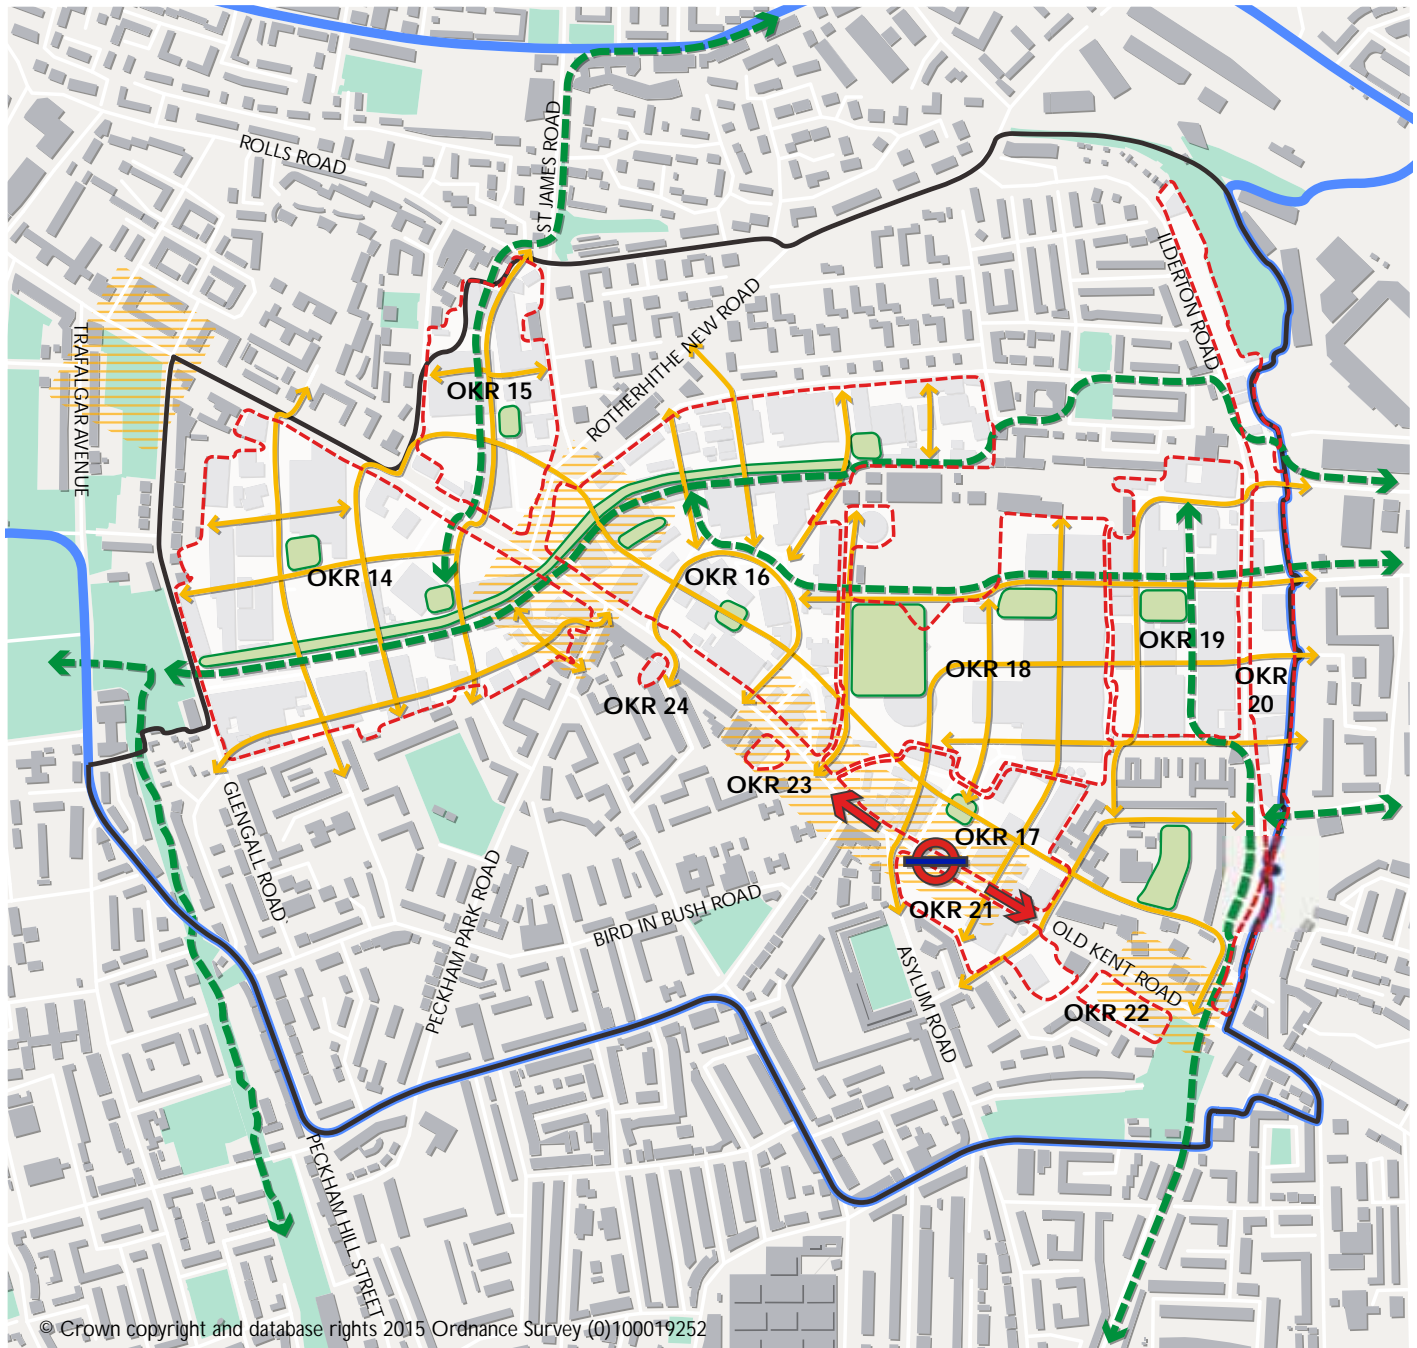 ROLLS ROAD
ST JAMES ROAD
ILDERTON ROAD
ROTHERHITHE NEW ROAD
TRAFALGAR AVENUE
OKR 15
OKR 14
OKR 16
OKR 19
OKR 18
OKR
20
OKR 24
OKR 23
OKR 17
GLENGALL ROAD
PECKHAM PARK ROAD
BIRD IN BUSH ROAD
OKR 21
OLD KENT ROAD
ASYLUM ROAD
OKR 22
PECKHAM HILL STREET
© Crown copyright and database rights 2015 Ordnance Survey (0)100019252